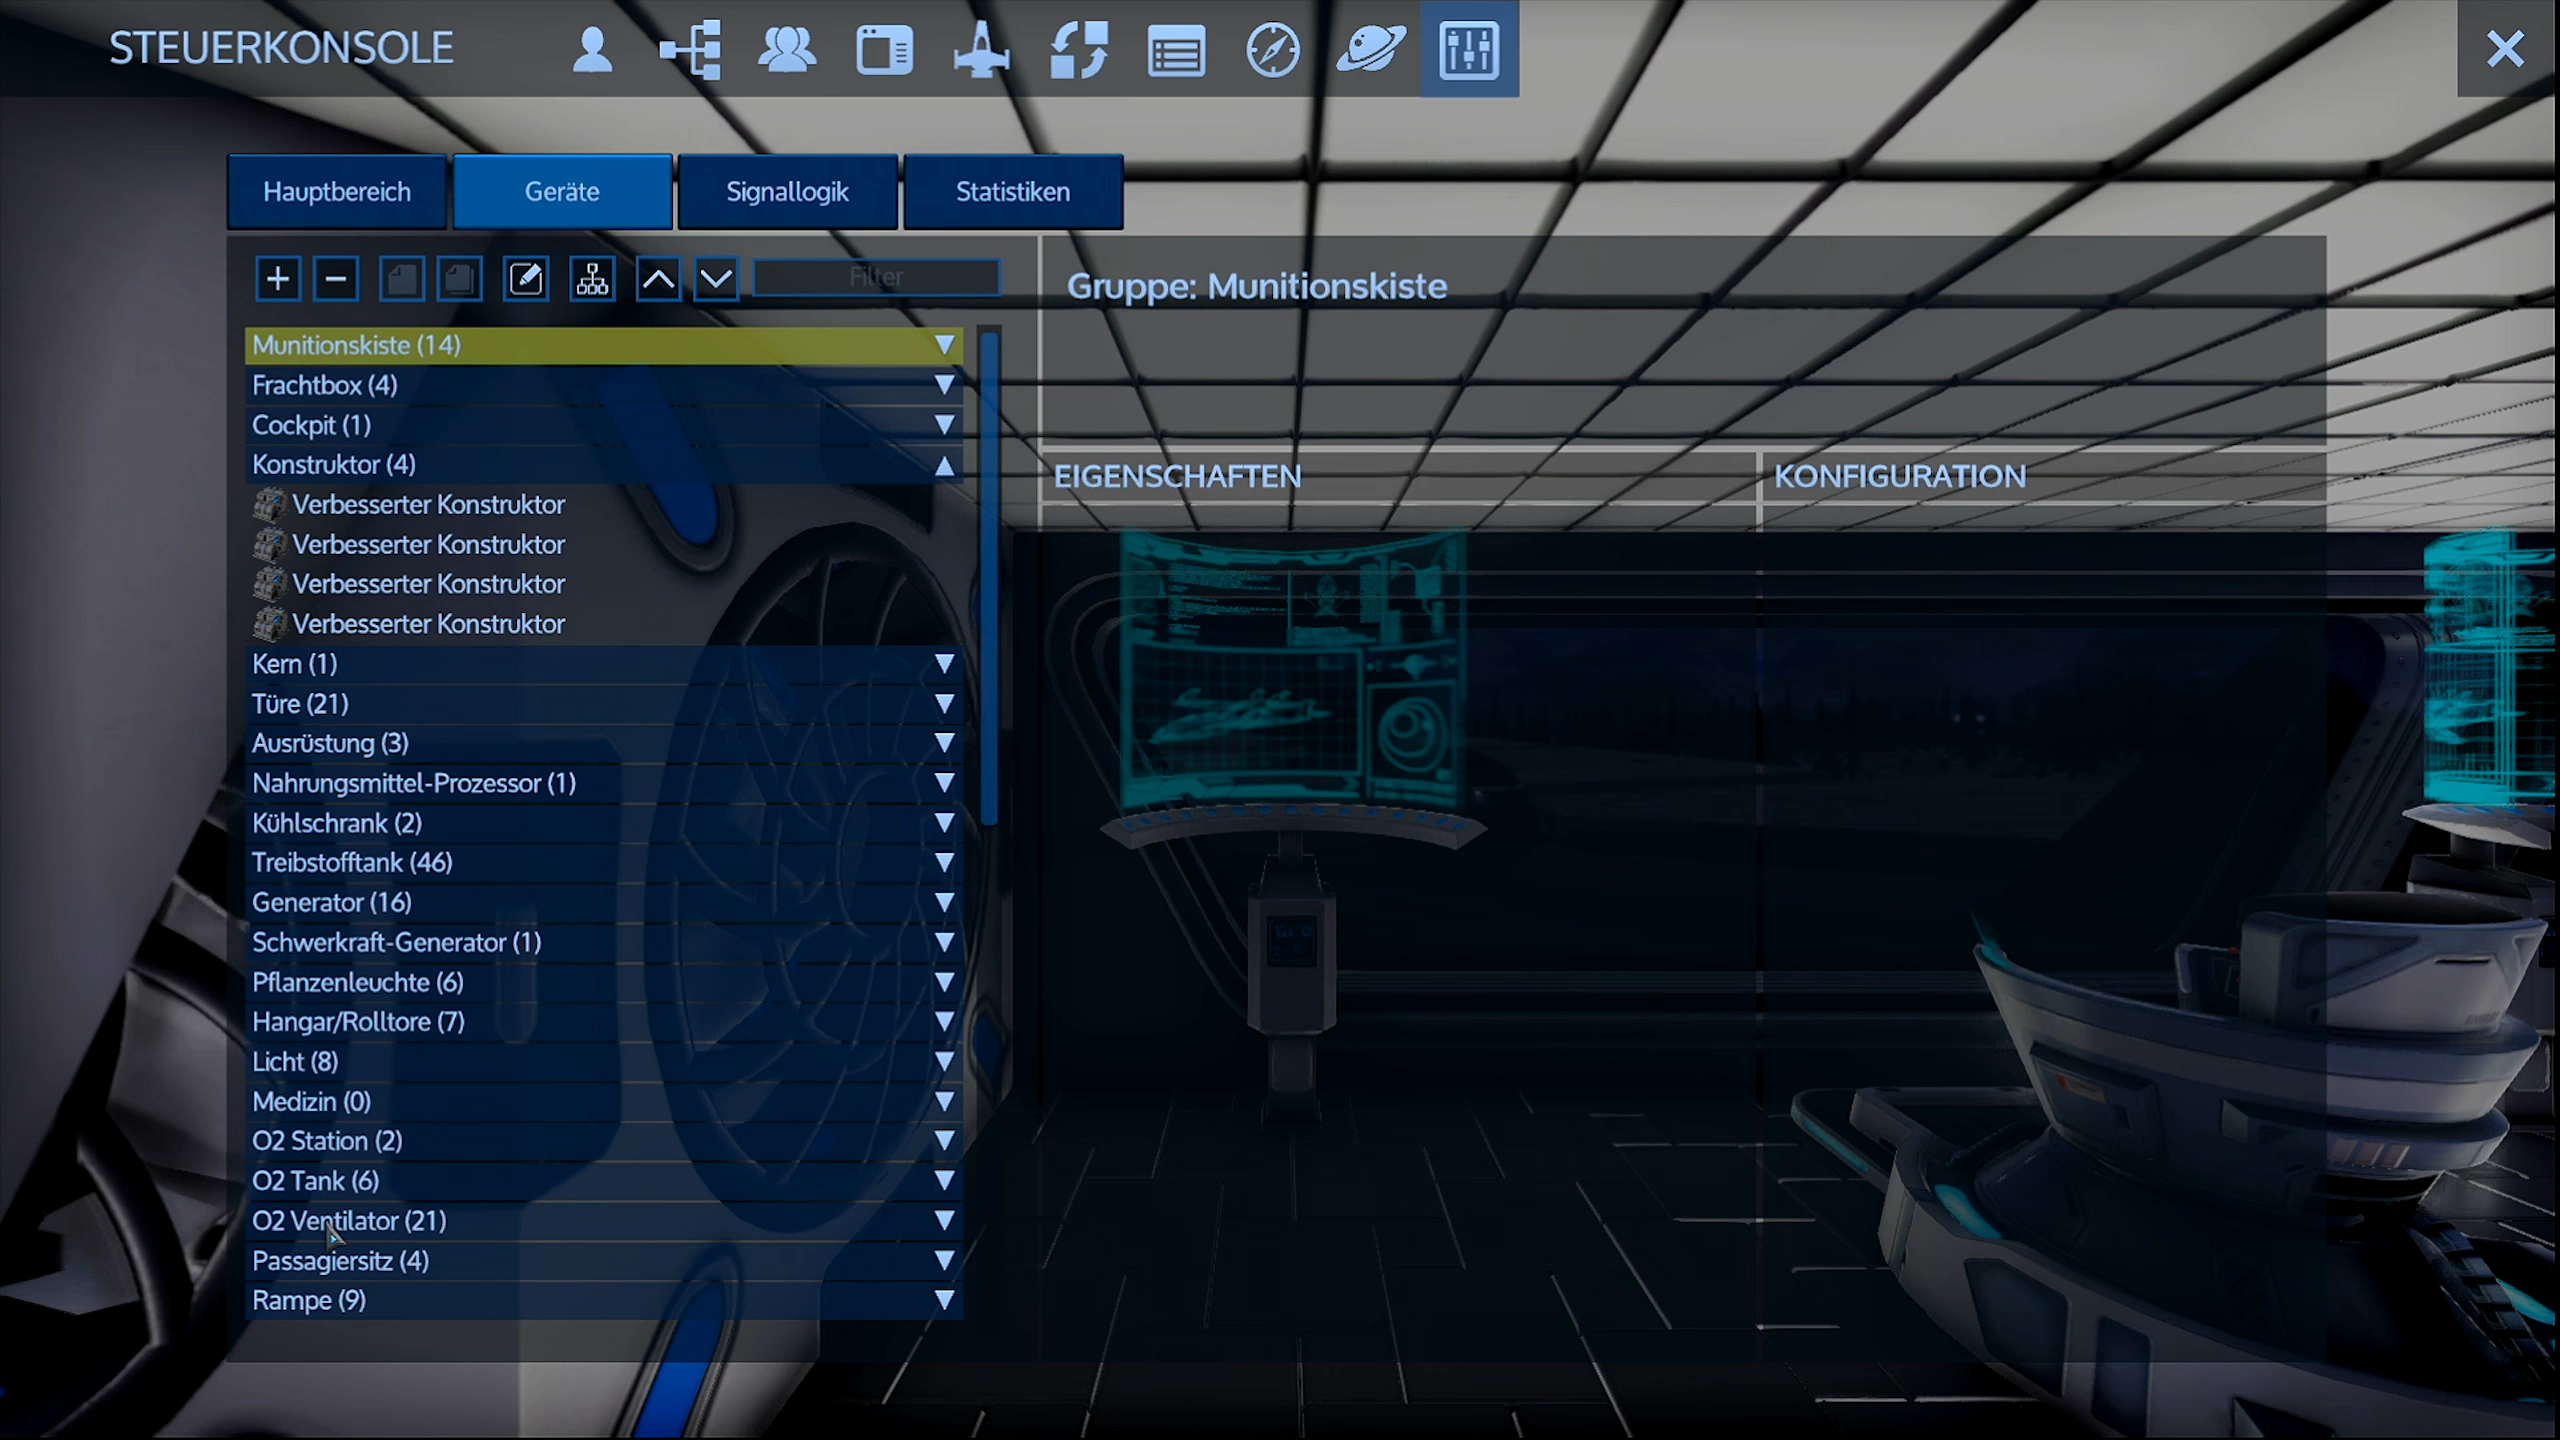 STEUERKONSOLE
Hauptbereich
Geräte
Signallogik
Statistiken
Filter
Munitionskiste (14)
Frachtbox (4)
Cockpit (1)
Konstruktor (4)
Verbesserter Konstruktor
Verbesserter Konstruktor
Verbesserter Konstruktor
Verbesserter Konstruktor
Kern (1)
Türe (21)
Ausrüstung (3)
Nahrungsmittel-Prozessor (1)
Kühlschrank (2)
Treibstofftank (46)
Generator (16)
Schwerkraft-Generator (1)
Pflanzenleuchte (6)
Hangar/Rolltore (7)
Licht (8)
Medizin (0)
O2 Station (2)
O2 Tank (6)
O2 Ventilator (21)
Passagiersitz (4)
Rampe (9)
Gruppe: Munitionskiste
EIGENSCHAFTEN
KONFIGURATION